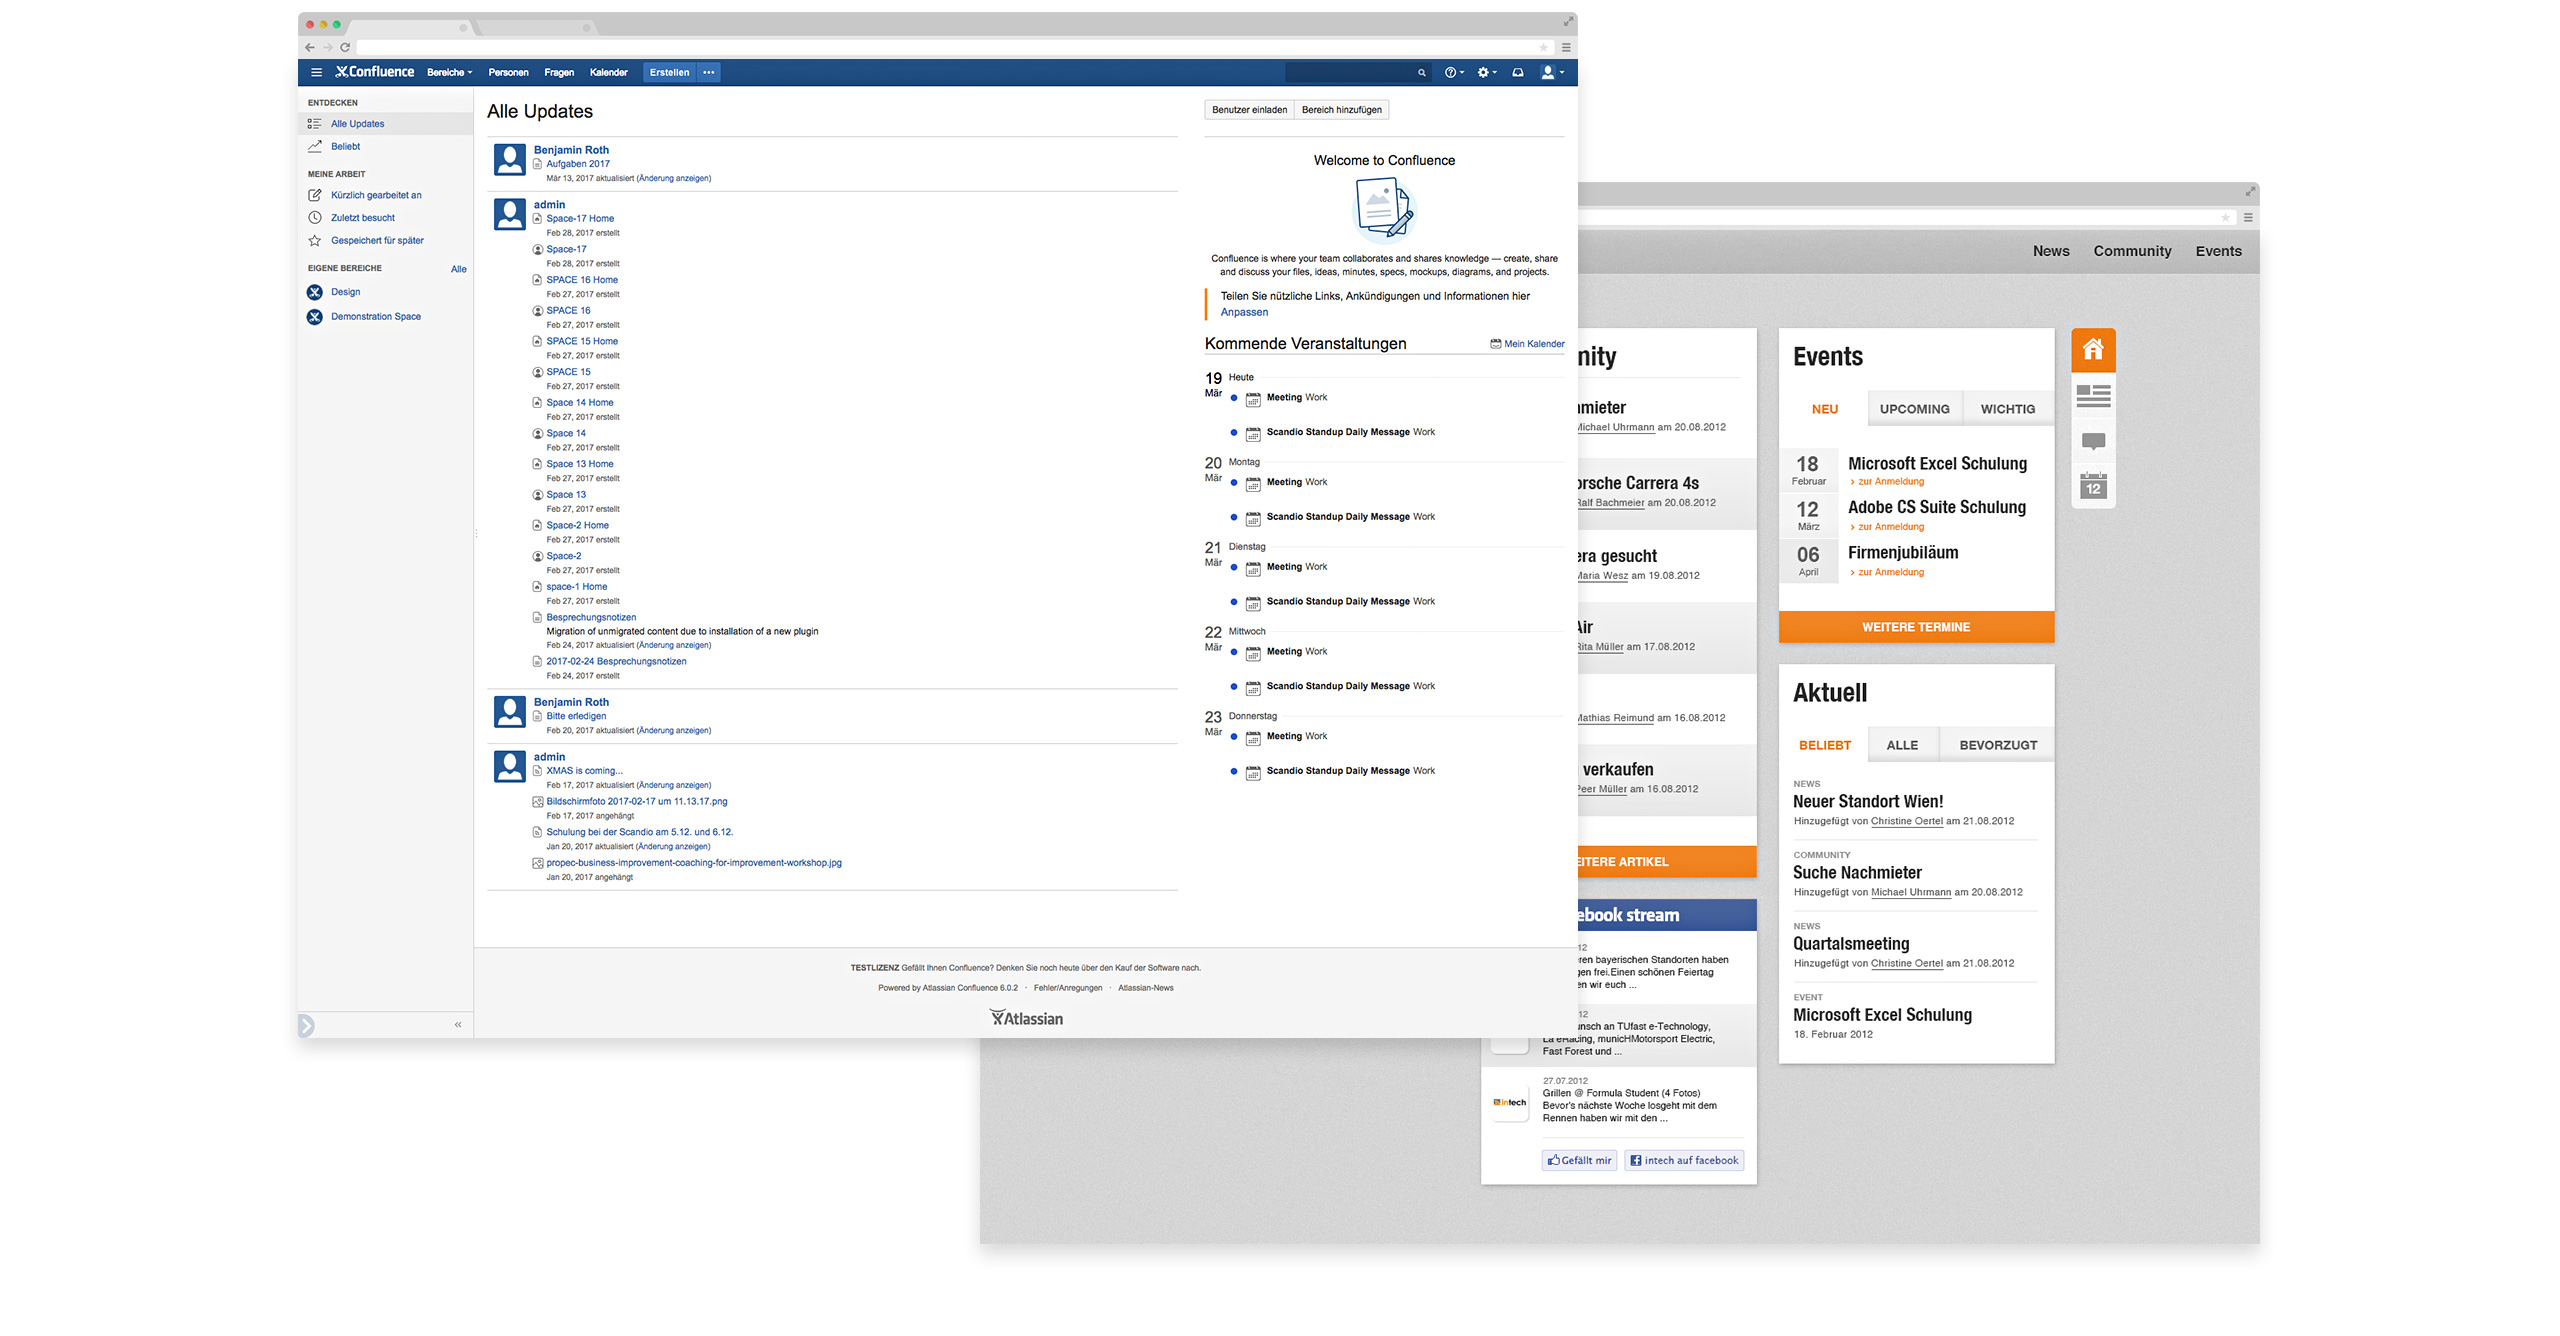 Confluence Bereiche Personen Fragen Kalender Erstellen
ENTDECKEN
Alle Updates
Beliebt
MEINE ARBEIT
Kürzlich gearbeitet an
Zuletzt besucht
Gespeichert für später
EIGENE BEREICHE Alle
Design
Demonstration Space
Alle Updates
Benjamin Roth
Aufgaben 2017
Mär 13, 2017 aktualisiert (Änderung anzeigen)
admin
Space-17 Home
Feb 28, 2017 erstellt
Space-17
Feb 28, 2017 erstellt
SPACE 16 Home
Feb 27, 2017 erstellt
SPACE 16
Feb 27, 2017 erstellt
SPACE 15 Home
Feb 27, 2017 erstellt
SPACE 15
Feb 27, 2017 erstellt
Space 14 Home
Feb 27, 2017 erstellt
Space 14
Feb 27, 2017 erstellt
Space 13 Home
Feb 27, 2017 erstellt
Space 13
Feb 27, 2017 erstellt
Space-2 Home
Feb 27, 2017 erstellt
Space-2
Feb 27, 2017 erstellt
space-1 Home
Feb 27, 2017 erstellt
Besprechungsnotizen
Migration of unmigrated content due to installation of a new plugin
Feb 24, 2017 aktualisiert (Änderung anzeigen)
2017-02-24 Besprechungsnotizen
Feb 24, 2017 erstellt
Benjamin Roth
Bitte erledigen
Feb 20, 2017 aktualisiert (Änderung anzeigen)
admin
XMAS is coming...
Feb 17, 2017 aktualisiert (Änderung anzeigen)
Bildschirmfoto 2017-02-17 um 11.13.17.png
Feb 17, 2017 angehängt
Schulung bei der Scandio am 5.12. und 6.12.
Jan 20, 2017 aktualisiert (Änderung anzeigen)
propec-business-improvement-coaching-for-improvement-workshop.jpg
Jan 20, 2017 angehängt
Benutzer einladen Bereich hinzufügen
Welcome to Confluence
Confluence is where your team collaborates and shares knowledge — create, share
and discuss your files, ideas, minutes, specs, mockups, diagrams, and projects.
Teilen Sie nützliche Links, Ankündigungen und Informationen hier
Anpassen
Kommende Veranstaltungen Mein Kalender
19 Heute
Mär Meeting Work
Scandio Standup Daily Message Work
20 Montag
Mär Meeting Work
Scandio Standup Daily Message Work
21 Dienstag
Mär Meeting Work
Scandio Standup Daily Message Work
22 Mittwoch
Mär Meeting Work
Scandio Standup Daily Message Work
23 Donnerstag
Mär Meeting Work
Scandio Standup Daily Message Work
TESTLIZENZ Gefällt Ihnen Confluence? Denken Sie noch heute über den Kauf der Software nach.
Powered by Atlassian Confluence 6.0.2 · Fehler/Anregungen · Atlassian-News
Atlassian
News Community Events
nity
mieter
Michael Uhrmann am 20.08.2012
orsche Carrera 4s
Ralf Bachmeier am 20.08.2012
era gesucht
Maria Wesz am 19.08.2012
Air
Rita Müller am 17.08.2012
Mathias Reimund am 16.08.2012
verkaufen
Peer Müller am 16.08.2012
EITERE ARTIKEL
ebook stream
12
ren bayerischen Standorten haben
gen frei.Einen schönen Feiertag
en wir euch ...
12
unsch an TUfast e-Technology,
La eRacing, municHMotorsport Electric,
Fast Forest und ...
27.07.2012
Grillen @ Formula Student (4 Fotos)
Bevor's nächste Woche losgeht mit dem
Rennen haben wir mit den ...
intech
Gefällt mir intech auf facebook
Events
NEU UPCOMING WICHTIG
18 Microsoft Excel Schulung
Februar › zur Anmeldung
12 Adobe CS Suite Schulung
März › zur Anmeldung
06 Firmenjubiläum
April › zur Anmeldung
WEITERE TERMINE
Aktuell
BELIEBT ALLE BEVORZUGT
NEWS
Neuer Standort Wien!
Hinzugefügt von Christine Oertel am 21.08.2012
COMMUNITY
Suche Nachmieter
Hinzugefügt von Michael Uhrmann am 20.08.2012
NEWS
Quartalsmeeting
Hinzugefügt von Christine Oertel am 21.08.2012
EVENT
Microsoft Excel Schulung
18. Februar 2012
12